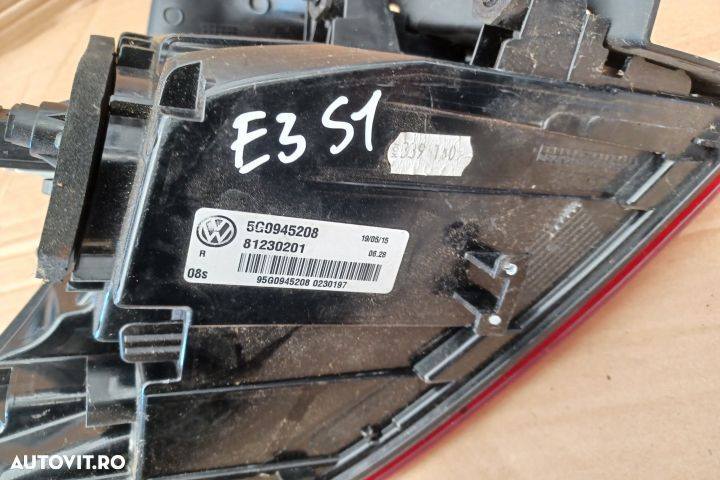 E3 S1
5G0945208
19/05/15
81230201
06.28
R
08s
95G0945208 0230197
AUTOVIT.RO